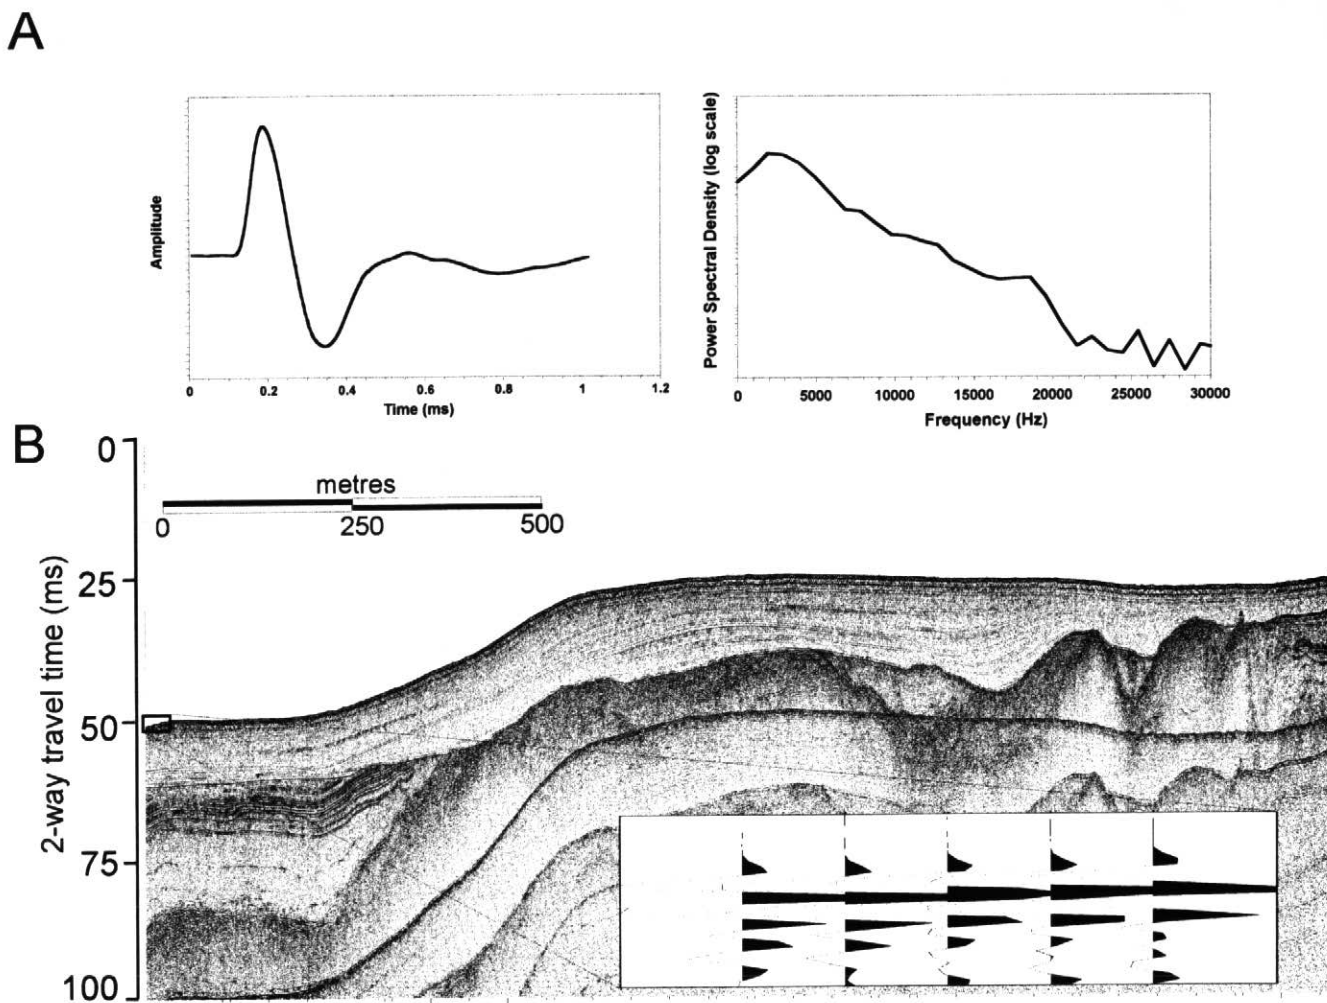 A
Amplitude
0 0.2 0.4 0.6 0.8 1 1.2
Time (ms)
Power Spectral Density (log scale)
0 5000 10000 15000 20000 25000 30000
Frequency (Hz)
B
metres
0 250 500
2-way travel time (ms)
0
25
50
75
100